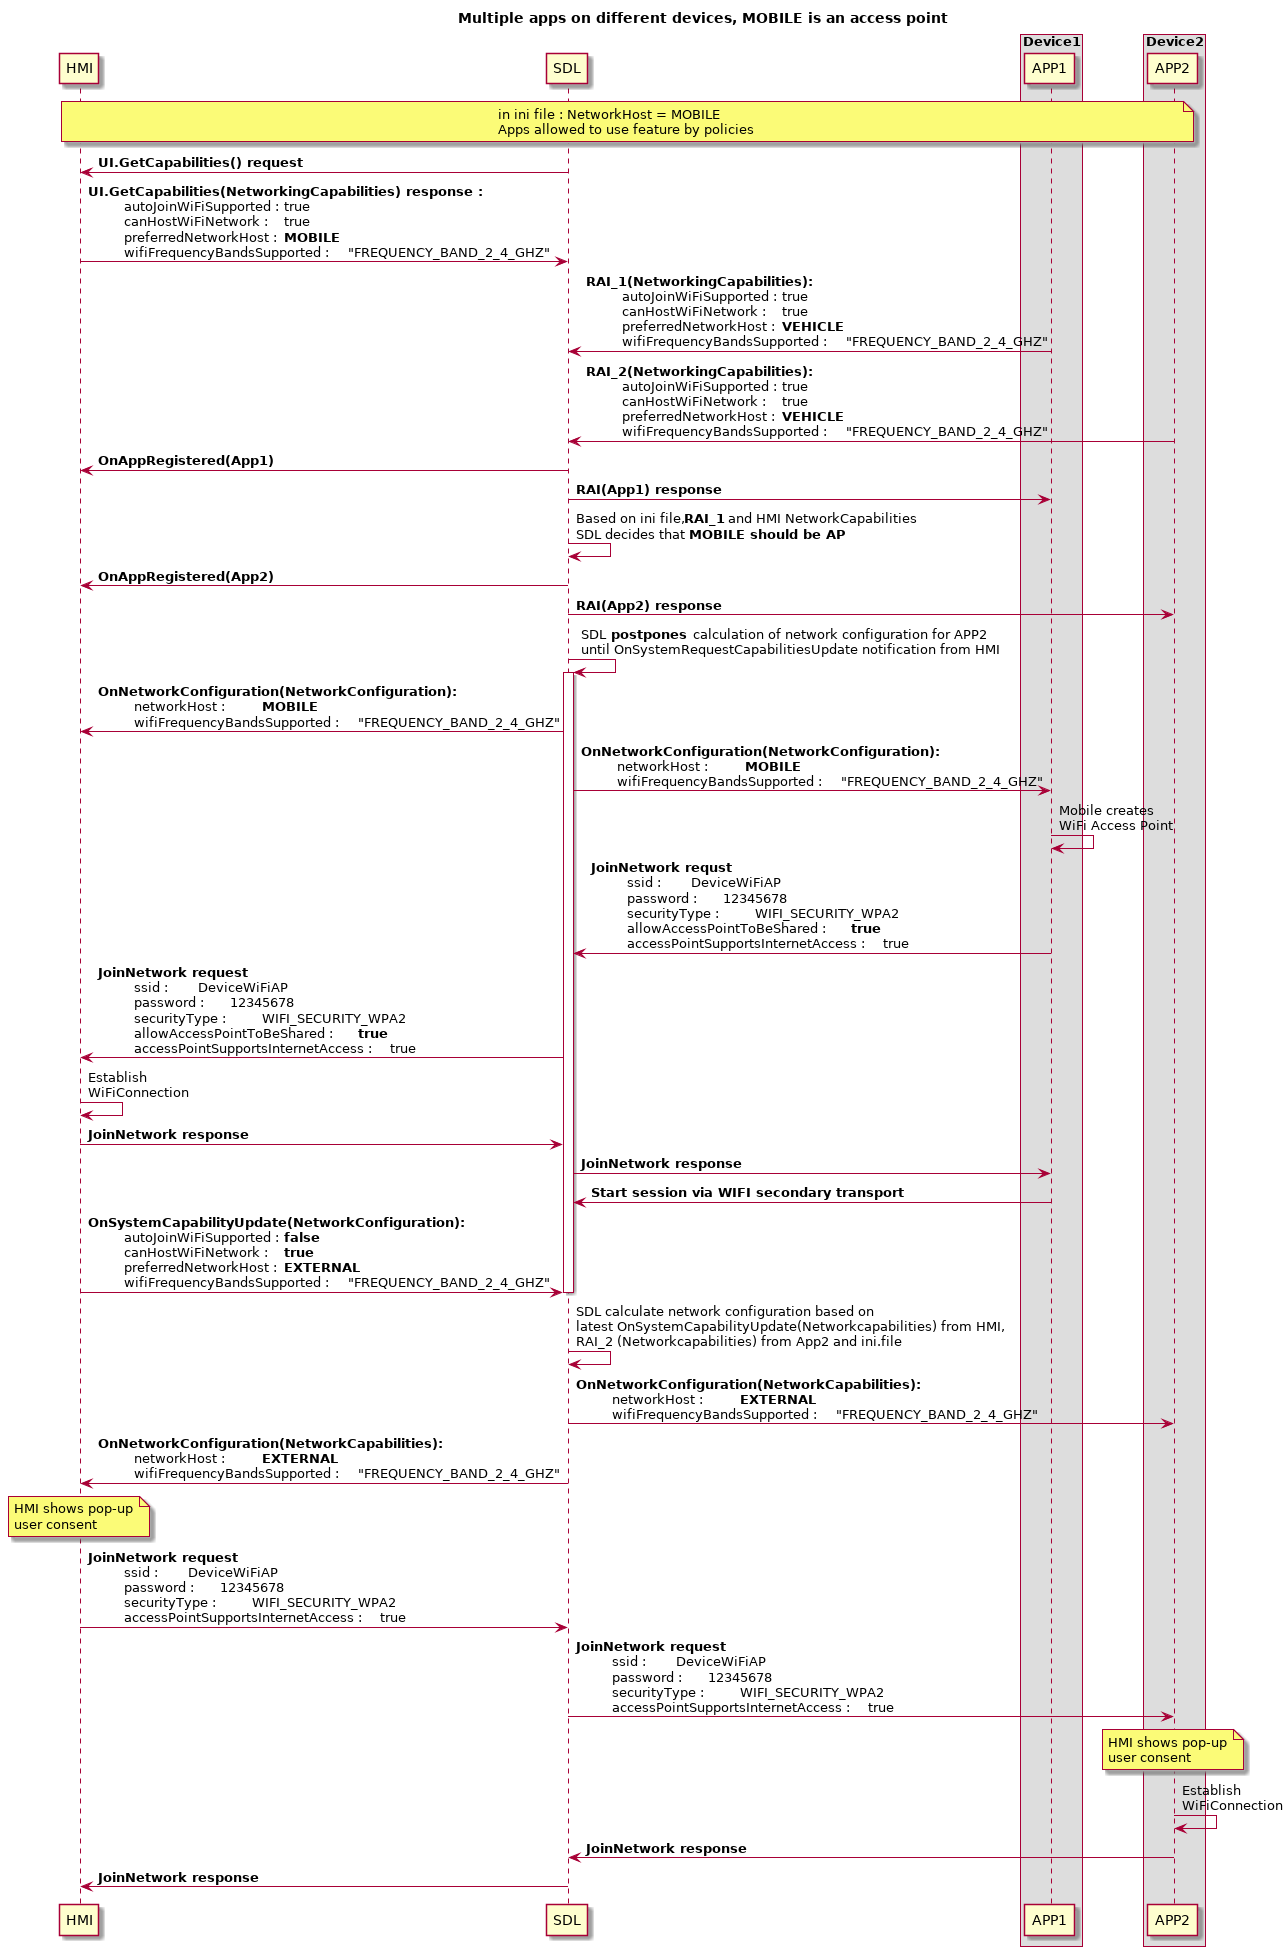 Multiple apps on different devices, MOBILE is an access point
Device1
Device2
HMI
SDL
APP1
APP2
in ini file : NetworkHost = MOBILE
Apps allowed to use feature by policies
UI.GetCapabilities() request
UI.GetCapabilities(NetworkingCapabilities) response :
autoJoinWiFiSupported : true
canHostWiFiNetwork : true
preferredNetworkHost : MOBILE
wifiFrequencyBandsSupported : "FREQUENCY_BAND_2_4_GHZ"
RAI_1(NetworkingCapabilities):
autoJoinWiFiSupported : true
canHostWiFiNetwork : true
preferredNetworkHost : VEHICLE
wifiFrequencyBandsSupported : "FREQUENCY_BAND_2_4_GHZ"
RAI_2(NetworkingCapabilities):
autoJoinWiFiSupported : true
canHostWiFiNetwork : true
preferredNetworkHost : VEHICLE
wifiFrequencyBandsSupported : "FREQUENCY_BAND_2_4_GHZ"
OnAppRegistered(App1)
RAI(App1) response
Based on ini file,RAI_1 and HMI NetworkCapabilities
SDL decides that MOBILE should be AP
OnAppRegistered(App2)
RAI(App2) response
SDL postpones calculation of network configuration for APP2
until OnSystemRequestCapabilitiesUpdate notification from HMI
OnNetworkConfiguration(NetworkConfiguration):
networkHost : MOBILE
wifiFrequencyBandsSupported : "FREQUENCY_BAND_2_4_GHZ"
OnNetworkConfiguration(NetworkConfiguration):
networkHost : MOBILE
wifiFrequencyBandsSupported : "FREQUENCY_BAND_2_4_GHZ"
Mobile creates
WiFi Access Point
JoinNetwork requst
ssid : DeviceWiFiAP
password : 12345678
securityType : WIFI_SECURITY_WPA2
allowAccessPointToBeShared : true
accessPointSupportsInternetAccess : true
JoinNetwork request
ssid : DeviceWiFiAP
password : 12345678
securityType : WIFI_SECURITY_WPA2
allowAccessPointToBeShared : true
accessPointSupportsInternetAccess : true
Establish
WiFiConnection
JoinNetwork response
JoinNetwork response
Start session via WIFI secondary transport
OnSystemCapabilityUpdate(NetworkConfiguration):
autoJoinWiFiSupported : false
canHostWiFiNetwork : true
preferredNetworkHost : EXTERNAL
wifiFrequencyBandsSupported : "FREQUENCY_BAND_2_4_GHZ"
SDL calculate network configuration based on
latest OnSystemCapabilityUpdate(Networkcapabilities) from HMI,
RAI_2 (Networkcapabilities) from App2 and ini.file
OnNetworkConfiguration(NetworkCapabilities):
networkHost : EXTERNAL
wifiFrequencyBandsSupported : "FREQUENCY_BAND_2_4_GHZ"
OnNetworkConfiguration(NetworkCapabilities):
networkHost : EXTERNAL
wifiFrequencyBandsSupported : "FREQUENCY_BAND_2_4_GHZ"
HMI shows pop-up
user consent
JoinNetwork request
ssid : DeviceWiFiAP
password : 12345678
securityType : WIFI_SECURITY_WPA2
accessPointSupportsInternetAccess : true
JoinNetwork request
ssid : DeviceWiFiAP
password : 12345678
securityType : WIFI_SECURITY_WPA2
accessPointSupportsInternetAccess : true
HMI shows pop-up
user consent
Establish
WiFiConnection
JoinNetwork response
JoinNetwork response
HMI
SDL
APP1
APP2